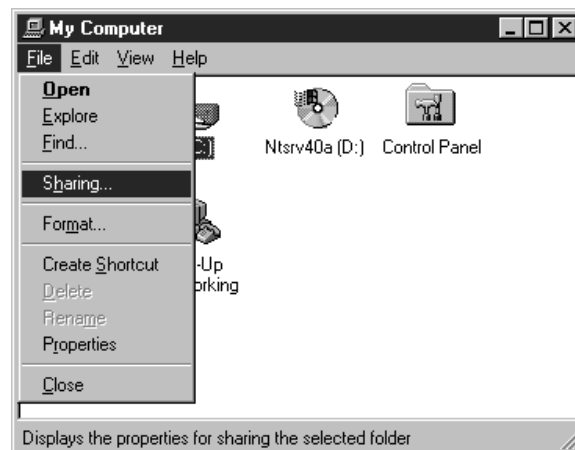 My Computer
File Edit View Help
Open
Explore
Find...
Sharing...
Format...
Create Shortcut
Delete
Rename
Properties
Close
:)
Ntsrv40a (D:)
Control Panel
-Up
orking
Displays the properties for sharing the selected folder